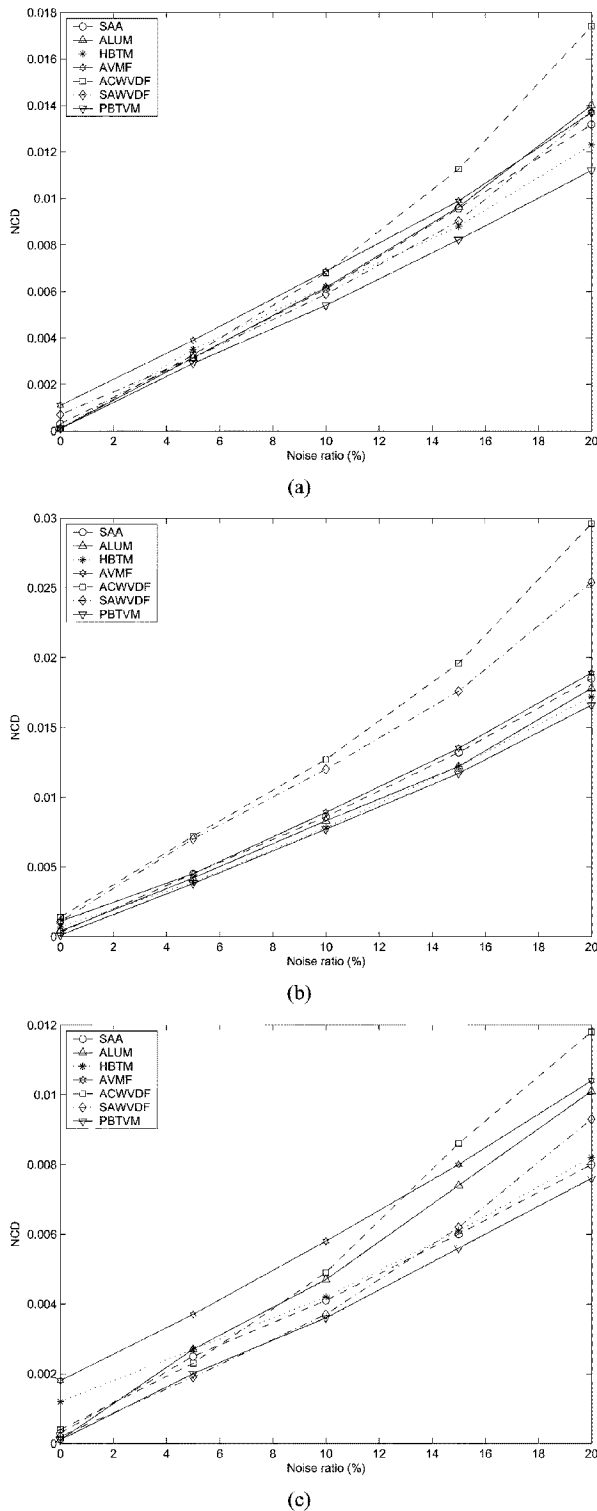 0.018
0.016
0.014
0.012
0.01
0.008
0.006
0.004
0.002
0
NCD
SAA
ALUM
HBTM
AVMF
ACWVDF
SAWVDF
PBTVM
0 2 4 6 8 10 12 14 16 18 20
Noise ratio (%)
(a)
0.03
0.025
0.02
0.015
0.01
0.005
0
NCD
SAA
ALUM
HBTM
AVMF
ACWVDF
SAWVDF
PBTVM
0 2 4 6 8 10 12 14 16 18 20
Noise ratio (%)
(b)
0.012
0.01
0.008
0.006
0.004
0.002
0
NCD
SAA
ALUM
HBTM
AVMF
ACWVDF
SAWVDF
PBTVM
0 2 4 6 8 10 12 14 16 18 20
Noise ratio (%)
(c)